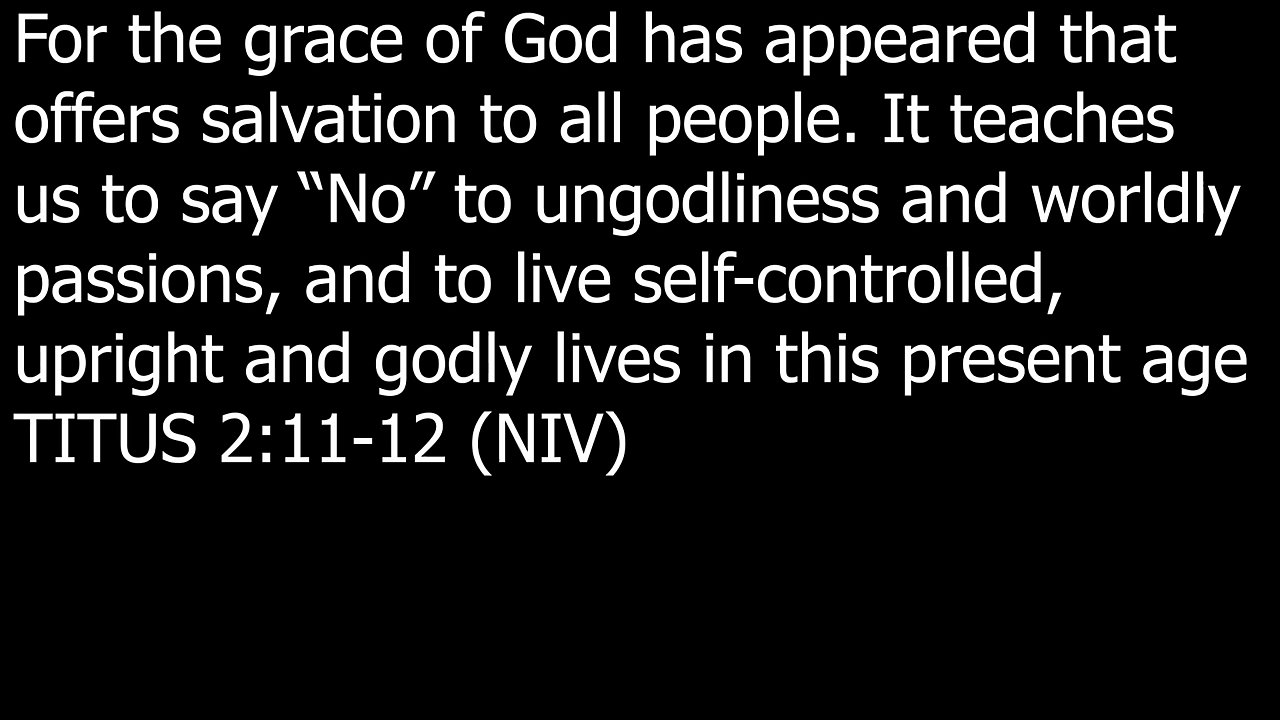 For the grace of God has appeared that
offers salvation to all people. It teaches
us to say “No” to ungodliness and worldly
passions, and to live self-controlled,
upright and godly lives in this present age
TITUS 2:11-12 (NIV)